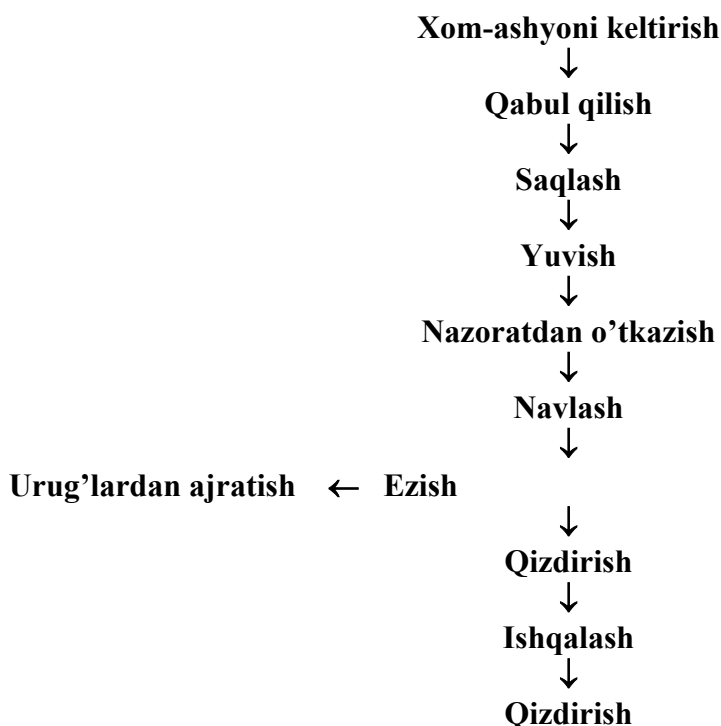 Xom-ashyoni keltirish
↓
Qabul qilish
↓
Saqlash
↓
Yuvish
↓
Nazoratdan o’tkazish
↓
Navlash
↓
Urug’lardan ajratish ← Ezish
↓
Qizdirish
↓
Ishqalash
↓
Qizdirish